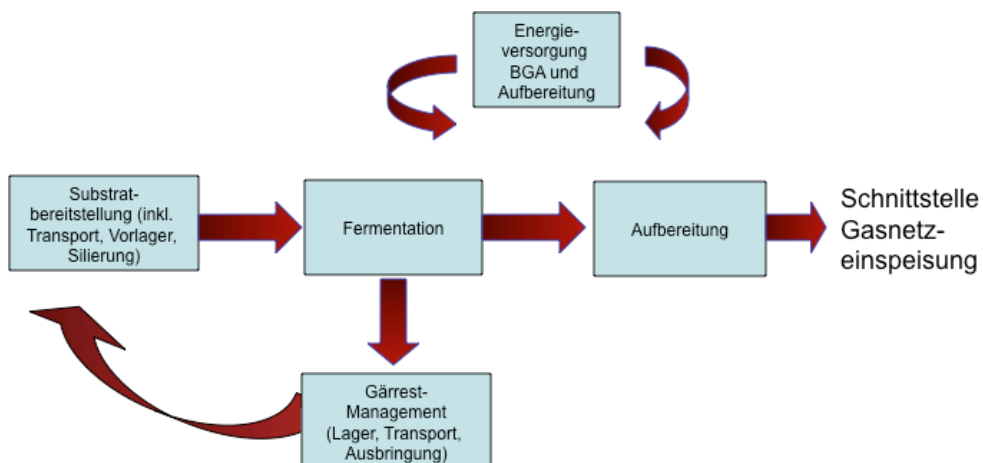 Energie-
versorgung
BGA und
Aufbereitung
Substrat-
bereitstellung (inkl.
Transport, Vorlager,
Silierung)
Fermentation
Aufbereitung
Schnittstelle
Gasnetz-
einspeisung
Gärrest-
Management
(Lager, Transport,
Ausbringung)